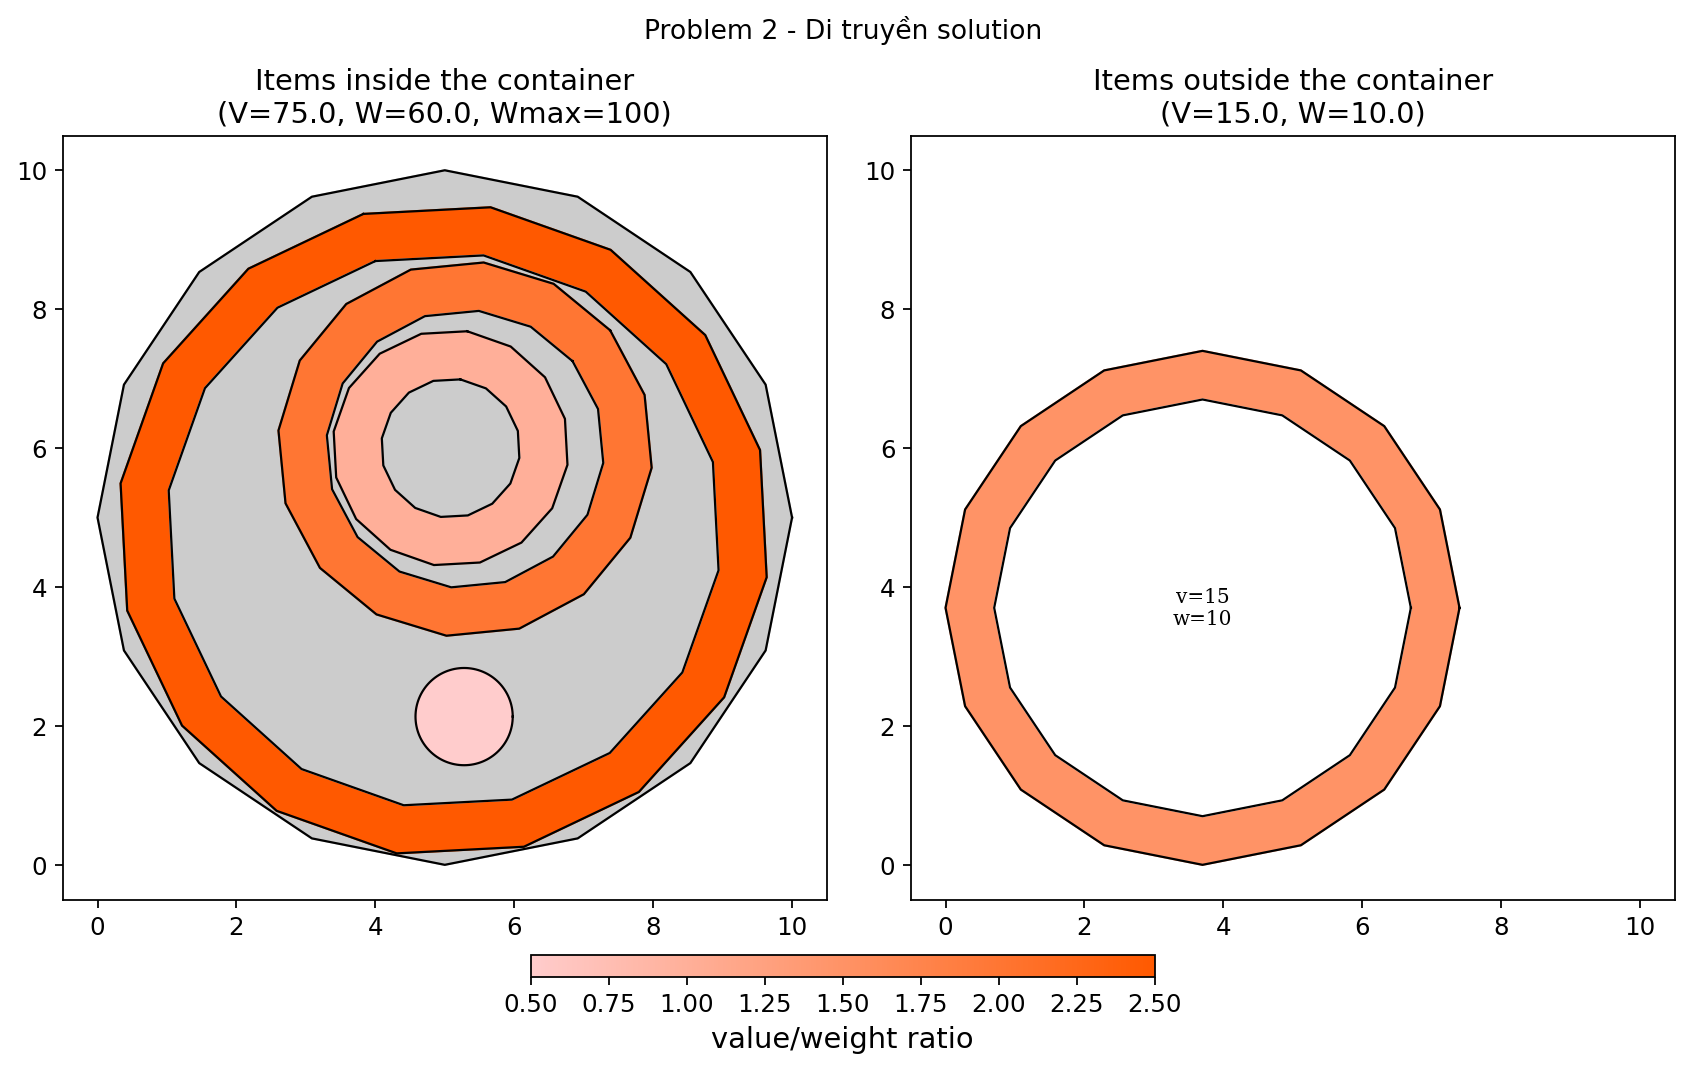 Problem 2 - Di truyền solution
Items inside the container
(V=75.0, W=60.0, Wmax=100)
Items outside the container
(V=15.0, W=10.0)
10
8
6
4
2
0
0 2 4 6 8 10
10
8
6
4
2
0
v=15
w=10
0 2 4 6 8 10
0.50 0.75 1.00 1.25 1.50 1.75 2.00 2.25 2.50
value/weight ratio